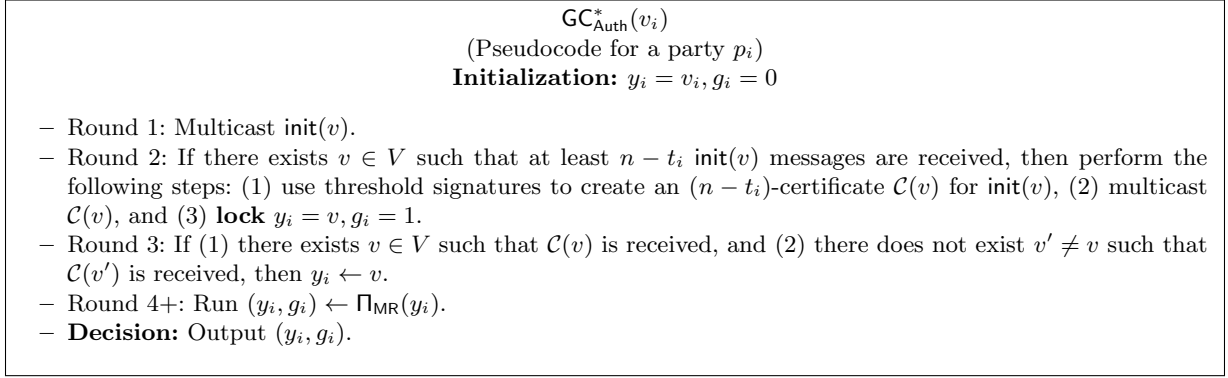 GC*Auth(vi)
(Pseudocode for a party pi)
Initialization: yi = vi, gi = 0
– Round 1: Multicast init(v).
– Round 2: If there exists v ∈ V such that at least n − ti init(v) messages are received, then perform the
following steps: (1) use threshold signatures to create an (n − ti)-certificate C(v) for init(v), (2) multicast
C(v), and (3) lock yi = v, gi = 1.
– Round 3: If (1) there exists v ∈ V such that C(v) is received, and (2) there does not exist v′ ≠ v such that
C(v′) is received, then yi ← v.
– Round 4+: Run (yi, gi) ← ΠMR(yi).
– Decision: Output (yi, gi).